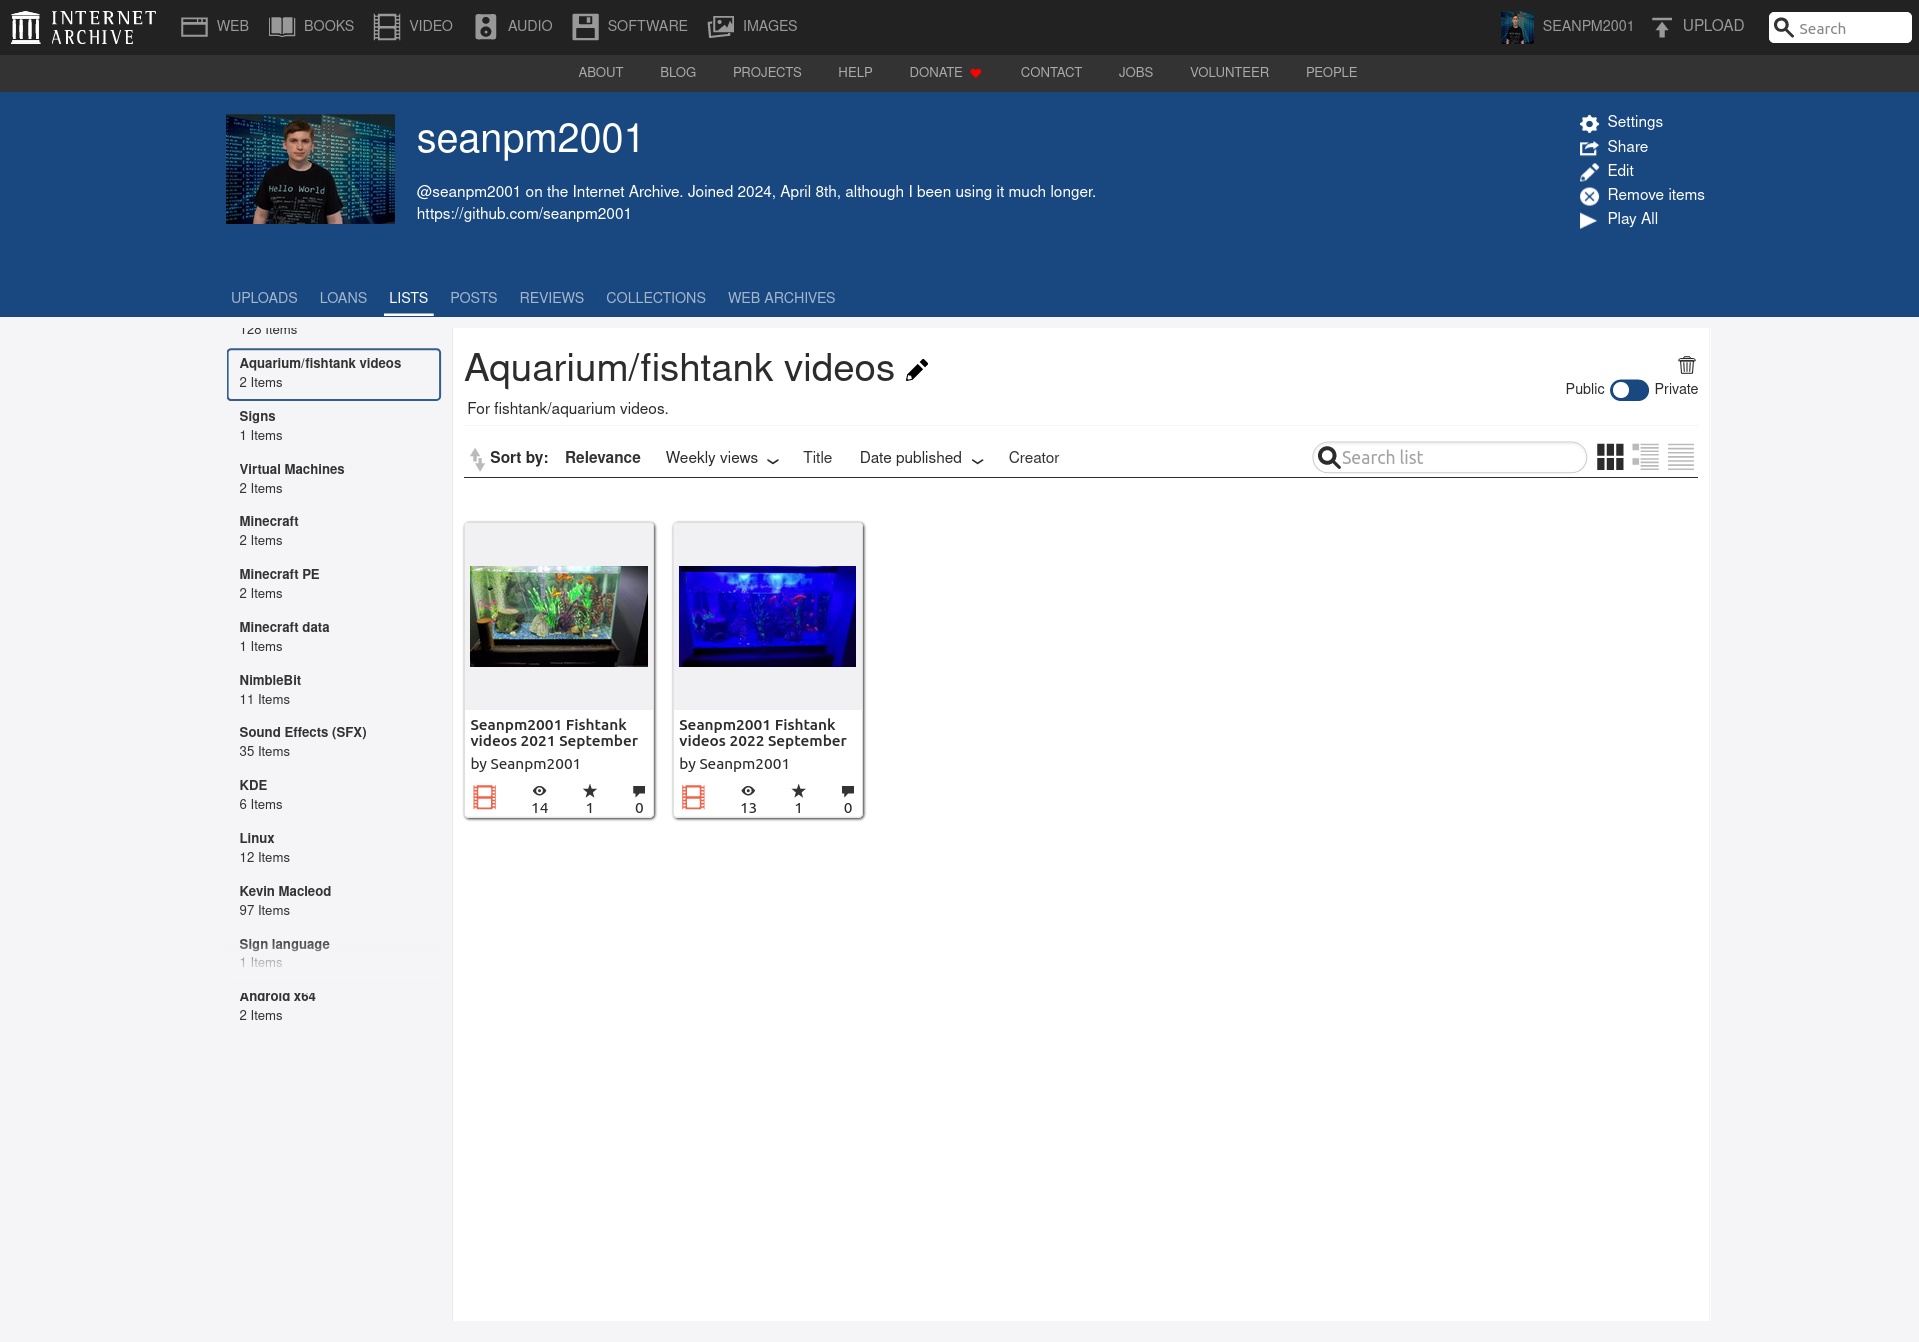 INTERNET ARCHIVE
WEB BOOKS VIDEO AUDIO SOFTWARE IMAGES SEANPM2001 UPLOAD Search
ABOUT BLOG PROJECTS HELP DONATE CONTACT JOBS VOLUNTEER PEOPLE
Hello World
seanpm2001
@seanpm2001 on the Internet Archive. Joined 2024, April 8th, although I been using it much longer.
https://github.com/seanpm2001
Settings
Share
Edit
Remove items
Play All
UPLOADS LOANS LISTS POSTS REVIEWS COLLECTIONS WEB ARCHIVES
128 Items
Aquarium/fishtank videos
2 Items
Signs
1 Items
Virtual Machines
2 Items
Minecraft
2 Items
Minecraft PE
2 Items
Minecraft data
1 Items
NimbleBit
11 Items
Sound Effects (SFX)
35 Items
KDE
6 Items
Linux
12 Items
Kevin Macleod
97 Items
Sign language
1 Items
Android x64
2 Items
Aquarium/fishtank videos
For fishtank/aquarium videos.
Public Private
Sort by: Relevance Weekly views Title Date published Creator Search list
Seanpm2001 Fishtank
videos 2021 September
by Seanpm2001
14 1 0
Seanpm2001 Fishtank
videos 2022 September
by Seanpm2001
13 1 0